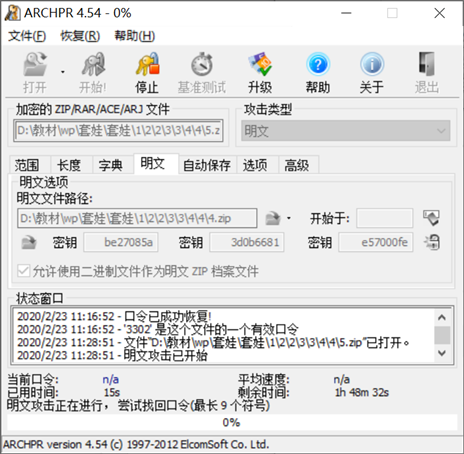 ARCHPR 4.54 - 0%
文件(F) 恢复(R) 帮助(H)
打开 开始! 停止 基准测试 升级 帮助 关于 退出
加密的 ZIP/RAR/ACE/ARJ 文件 攻击类型
D:\教材\wp\套娃\套娃\1\2\2\3\3\4\4\5.z 明文
范围 长度 字典 明文 自动保存 选项 高级
明文选项
明文文件路径:
D:\教材\wp\套娃\套娃\1\2\2\3\3\4\4\4.zip 开始于:
密钥 be27085a 密钥 3d0b6681 密钥 e57000fe
允许使用二进制文件作为明文 ZIP 档案文件
状态窗口
2020/2/23 11:16:52 - 口令已成功恢复!
2020/2/23 11:16:52 - '3302' 是这个文件的一个有效口令
2020/2/23 11:28:51 - 文件"D:\教材\wp\套娃\套娃\1\2\2\3\3\4\4\5.zip"已打开。
2020/2/23 11:28:51 - 明文攻击已开始
当前口令: n/a 平均速度: n/a
已用时间: 15s 剩余时间: 1h 48m 32s
明文攻击正在进行，尝试找回口令(最长 9 个符号)
0%
ARCHPR version 4.54 (c) 1997-2012 ElcomSoft Co. Ltd.